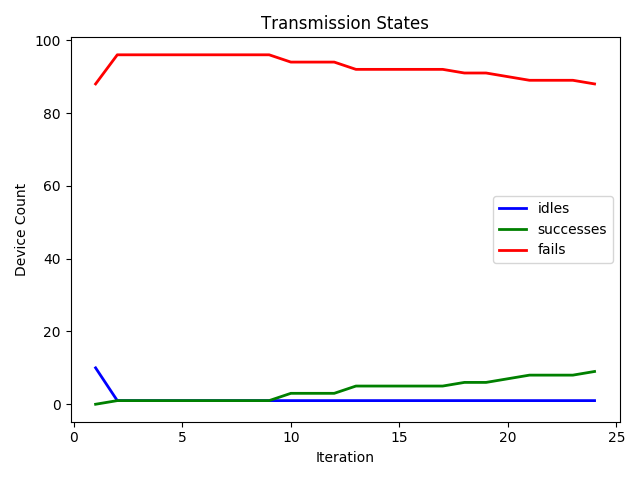 Transmission States
100
80
60
40
20
0
Device Count
idles
successes
fails
0
5
10
15
20
25
Iteration